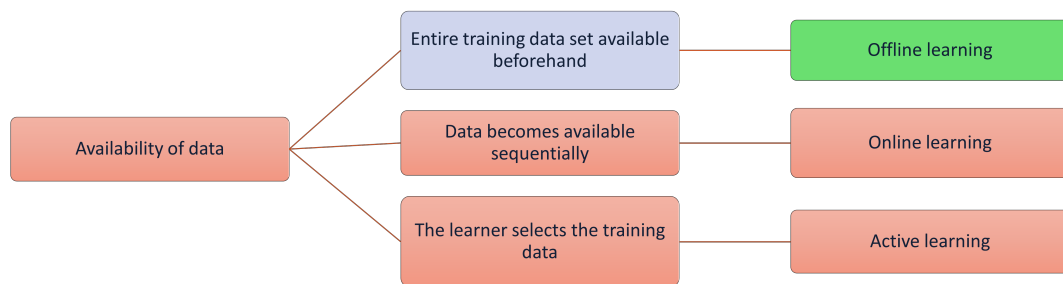 Entire training data set available
beforehand
Offline learning
Availability of data
Data becomes available
sequentially
Online learning
The learner selects the training
data
Active learning